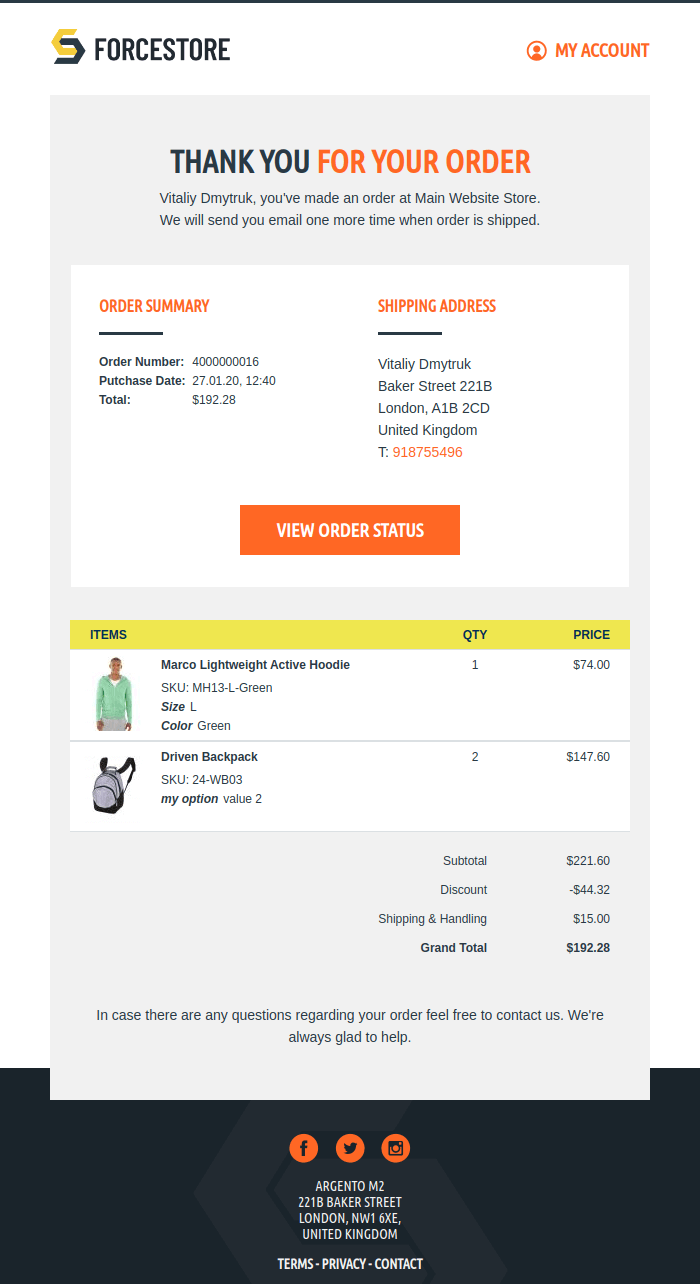 FORCESTORE
MY ACCOUNT
THANK YOU FOR YOUR ORDER
Vitaliy Dmytruk, you've made an order at Main Website Store.
We will send you email one more time when order is shipped.
ORDER SUMMARY
Order Number: 4000000016
Putchase Date: 27.01.20, 12:40
Total: $192.28
SHIPPING ADDRESS
Vitaliy Dmytruk
Baker Street 221B
London, A1B 2CD
United Kingdom
T: 918755496
VIEW ORDER STATUS
ITEMS QTY PRICE
Marco Lightweight Active Hoodie 1 $74.00
SKU: MH13-L-Green
Size L
Color Green
Driven Backpack 2 $147.60
SKU: 24-WB03
my option value 2
Subtotal $221.60
Discount -$44.32
Shipping & Handling $15.00
Grand Total $192.28
In case there are any questions regarding your order feel free to contact us. We're
always glad to help.
ARGENTO M2
221B BAKER STREET
LONDON, NW1 6XE,
UNITED KINGDOM
TERMS - PRIVACY - CONTACT